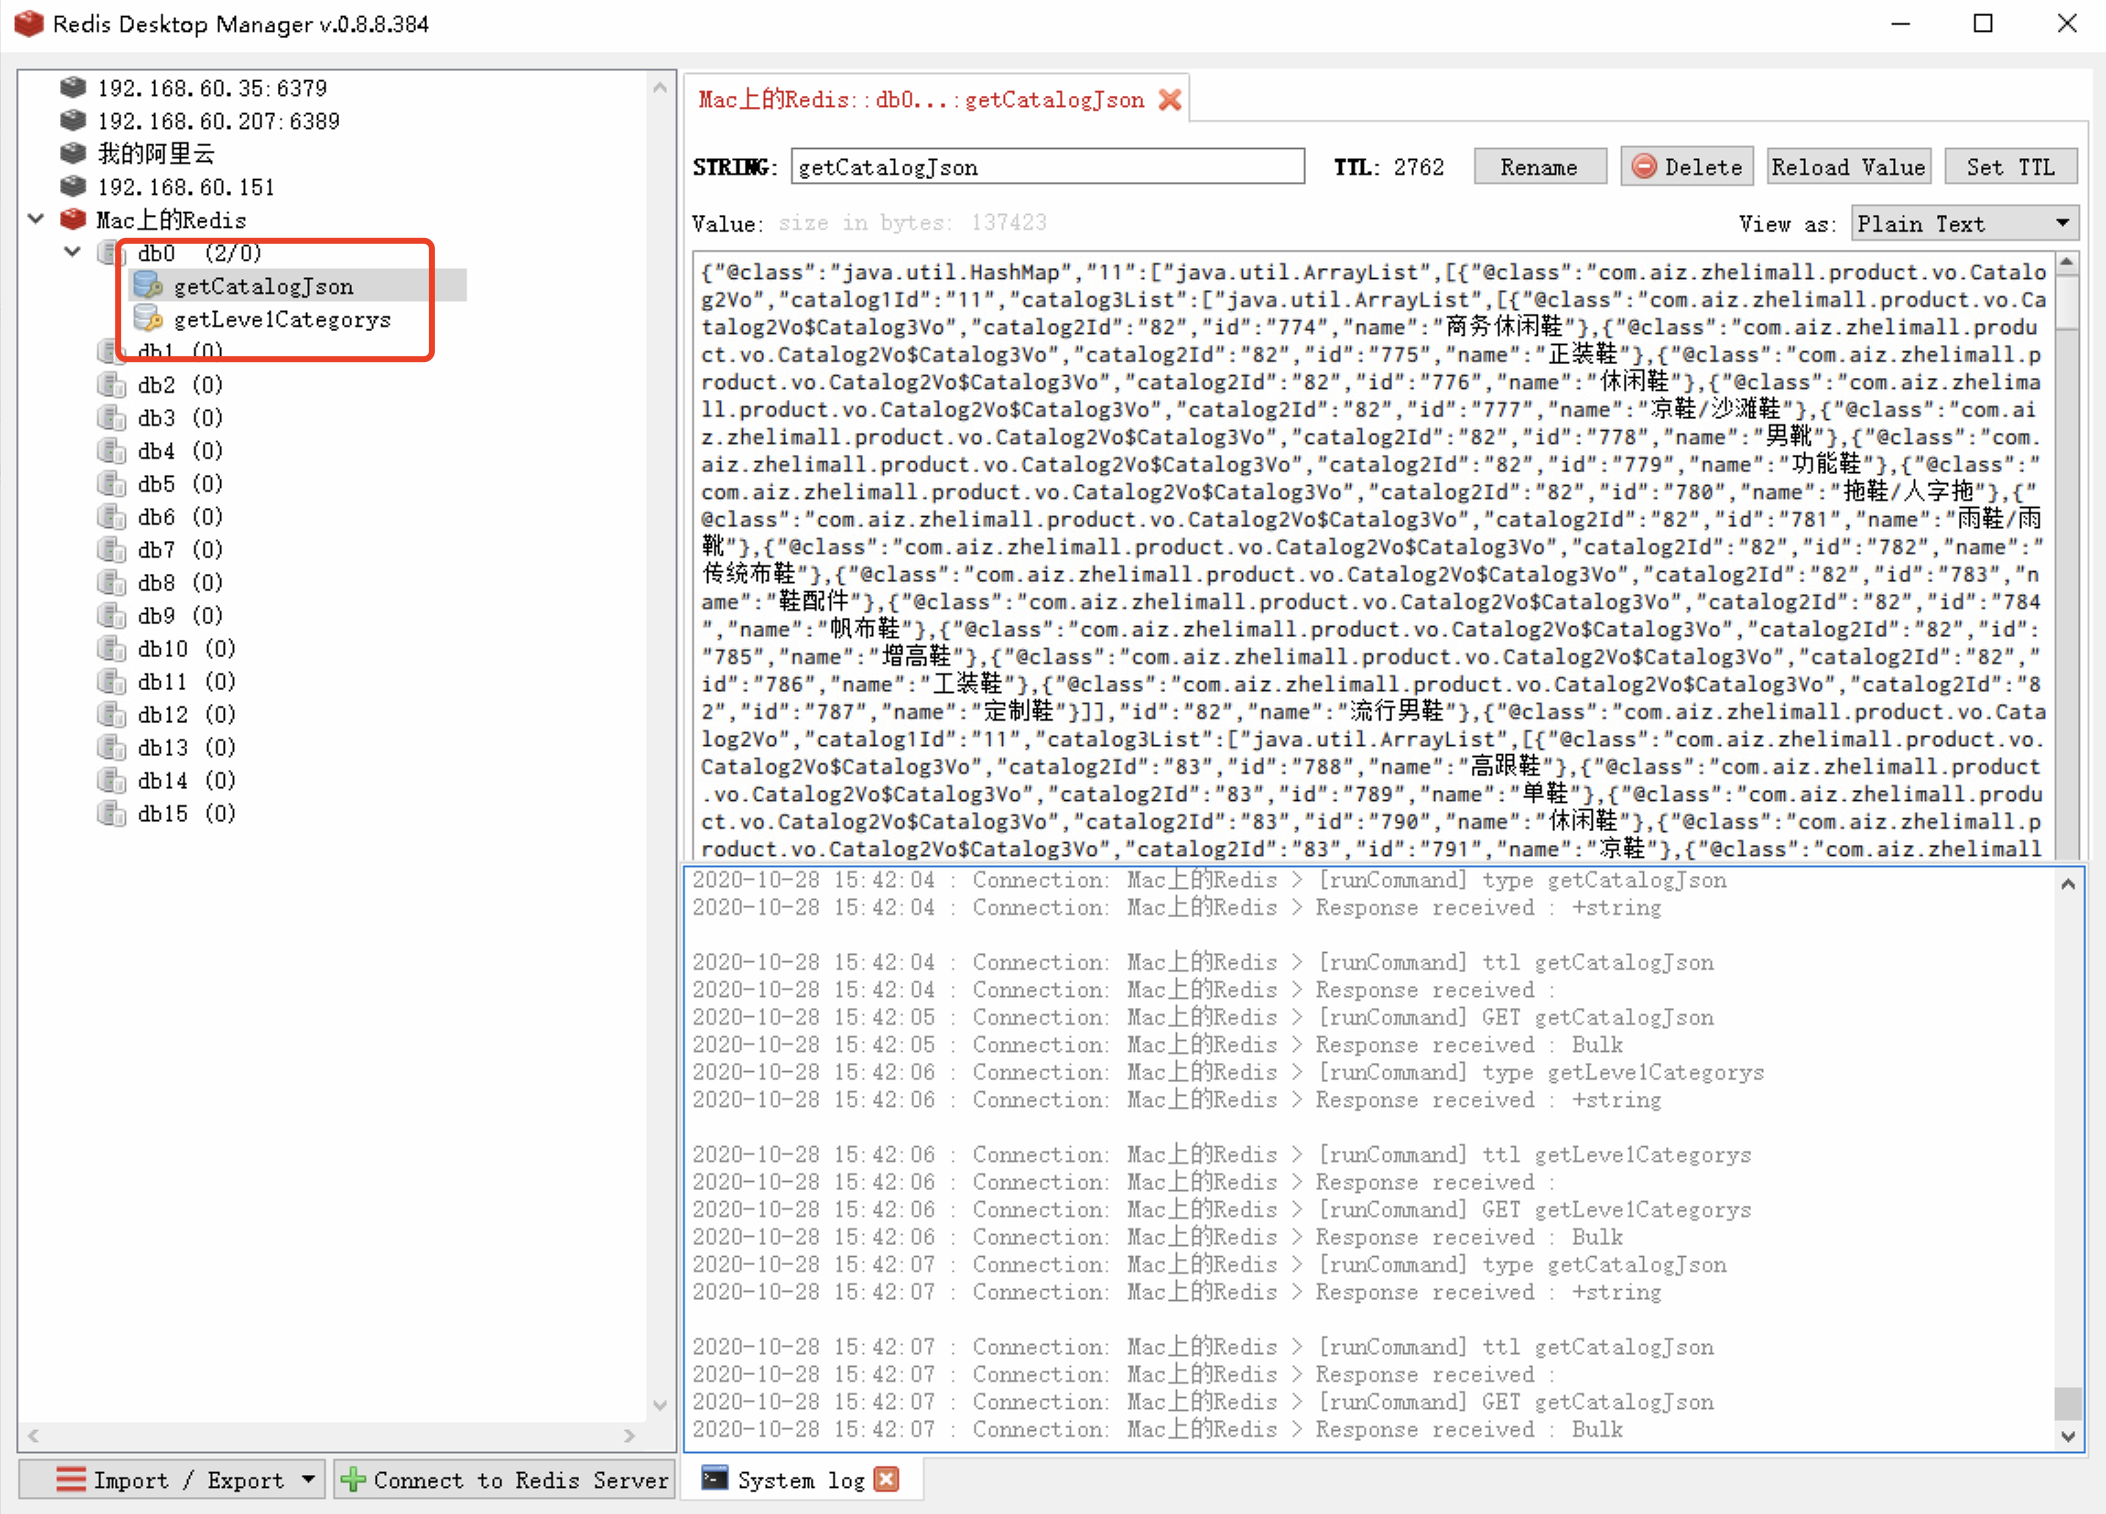 Redis Desktop Manager v.0.8.8.384
192.168.60.35:6379
192.168.60.207:6389
我的阿里云
192.168.60.151
Mac上的Redis
db0 (2/0)
getCatalogJson
getLeve1Categorys
db1 (0)
db2 (0)
db3 (0)
db4 (0)
db5 (0)
db6 (0)
db7 (0)
db8 (0)
db9 (0)
db10 (0)
db11 (0)
db12 (0)
db13 (0)
db14 (0)
db15 (0)
Import / Export
Connect to Redis Server
Mac上的Redis::db0...:getCatalogJson
STRING: getCatalogJson TTL: 2762 Rename Delete Reload Value Set TTL
Value: size in bytes: 137423 View as: Plain Text
{"@class":"java.util.HashMap","11":["java.util.ArrayList",[{"@class":"com.aiz.zhelimall.product.vo.Catalo
g2Vo","catalog1Id":"11","catalog3List":["java.util.ArrayList",[{"@class":"com.aiz.zhelimall.product.vo.Ca
talog2Vo$Catalog3Vo","catalog2Id":"82","id":"774","name":"商务休闲鞋"},{"@class":"com.aiz.zhelimall.produ
ct.vo.Catalog2Vo$Catalog3Vo","catalog2Id":"82","id":"775","name":"正装鞋"},{"@class":"com.aiz.zhelimall.p
roduct.vo.Catalog2Vo$Catalog3Vo","catalog2Id":"82","id":"776","name":"休闲鞋"},{"@class":"com.aiz.zhelima
ll.product.vo.Catalog2Vo$Catalog3Vo","catalog2Id":"82","id":"777","name":"凉鞋/沙滩鞋"},{"@class":"com.ai
z.zhelimall.product.vo.Catalog2Vo$Catalog3Vo","catalog2Id":"82","id":"778","name":"男靴"},{"@class":"com.
aiz.zhelimall.product.vo.Catalog2Vo$Catalog3Vo","catalog2Id":"82","id":"779","name":"功能鞋"},{"@class":"
com.aiz.zhelimall.product.vo.Catalog2Vo$Catalog3Vo","catalog2Id":"82","id":"780","name":"拖鞋/人字拖"},{"
@class":"com.aiz.zhelimall.product.vo.Catalog2Vo$Catalog3Vo","catalog2Id":"82","id":"781","name":"雨鞋/雨
靴"},{"@class":"com.aiz.zhelimall.product.vo.Catalog2Vo$Catalog3Vo","catalog2Id":"82","id":"782","name":"
传统布鞋"},{"@class":"com.aiz.zhelimall.product.vo.Catalog2Vo$Catalog3Vo","catalog2Id":"82","id":"783","n
ame":"鞋配件"},{"@class":"com.aiz.zhelimall.product.vo.Catalog2Vo$Catalog3Vo","catalog2Id":"82","id":"784
","name":"帆布鞋"},{"@class":"com.aiz.zhelimall.product.vo.Catalog2Vo$Catalog3Vo","catalog2Id":"82","id":
"785","name":"增高鞋"},{"@class":"com.aiz.zhelimall.product.vo.Catalog2Vo$Catalog3Vo","catalog2Id":"82","
id":"786","name":"工装鞋"},{"@class":"com.aiz.zhelimall.product.vo.Catalog2Vo$Catalog3Vo","catalog2Id":"8
2","id":"787","name":"定制鞋"}]],"id":"82","name":"流行男鞋"},{"@class":"com.aiz.zhelimall.product.vo.Cata
log2Vo","catalog1Id":"11","catalog3List":["java.util.ArrayList",[{"@class":"com.aiz.zhelimall.product.vo.
Catalog2Vo$Catalog3Vo","catalog2Id":"83","id":"788","name":"高跟鞋"},{"@class":"com.aiz.zhelimall.product
.vo.Catalog2Vo$Catalog3Vo","catalog2Id":"83","id":"789","name":"单鞋"},{"@class":"com.aiz.zhelimall.produ
ct.vo.Catalog2Vo$Catalog3Vo","catalog2Id":"83","id":"790","name":"休闲鞋"},{"@class":"com.aiz.zhelimall.p
roduct.vo.Catalog2Vo$Catalog3Vo","catalog2Id":"83","id":"791","name":"凉鞋"},{"@class":"com.aiz.zhelimall
2020-10-28 15:42:04 : Connection: Mac上的Redis > [runCommand] type getCatalogJson
2020-10-28 15:42:04 : Connection: Mac上的Redis > Response received : +string
2020-10-28 15:42:04 : Connection: Mac上的Redis > [runCommand] ttl getCatalogJson
2020-10-28 15:42:04 : Connection: Mac上的Redis > Response received :
2020-10-28 15:42:05 : Connection: Mac上的Redis > [runCommand] GET getCatalogJson
2020-10-28 15:42:05 : Connection: Mac上的Redis > Response received : Bulk
2020-10-28 15:42:06 : Connection: Mac上的Redis > [runCommand] type getLeve1Categorys
2020-10-28 15:42:06 : Connection: Mac上的Redis > Response received : +string
2020-10-28 15:42:06 : Connection: Mac上的Redis > [runCommand] ttl getLeve1Categorys
2020-10-28 15:42:06 : Connection: Mac上的Redis > Response received :
2020-10-28 15:42:06 : Connection: Mac上的Redis > [runCommand] GET getLeve1Categorys
2020-10-28 15:42:06 : Connection: Mac上的Redis > Response received : Bulk
2020-10-28 15:42:07 : Connection: Mac上的Redis > [runCommand] type getCatalogJson
2020-10-28 15:42:07 : Connection: Mac上的Redis > Response received : +string
2020-10-28 15:42:07 : Connection: Mac上的Redis > [runCommand] ttl getCatalogJson
2020-10-28 15:42:07 : Connection: Mac上的Redis > Response received :
2020-10-28 15:42:07 : Connection: Mac上的Redis > [runCommand] GET getCatalogJson
2020-10-28 15:42:07 : Connection: Mac上的Redis > Response received : Bulk
System log